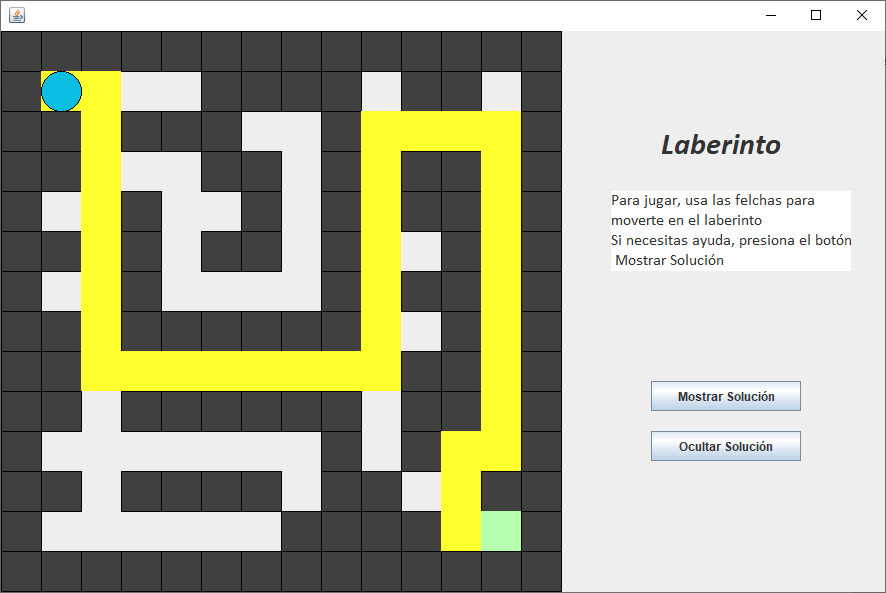 Laberinto
Para jugar, usa las felchas para
moverte en el laberinto
Si necesitas ayuda, presiona el botón
Mostrar Solución
Mostrar Solución
Ocultar Solución